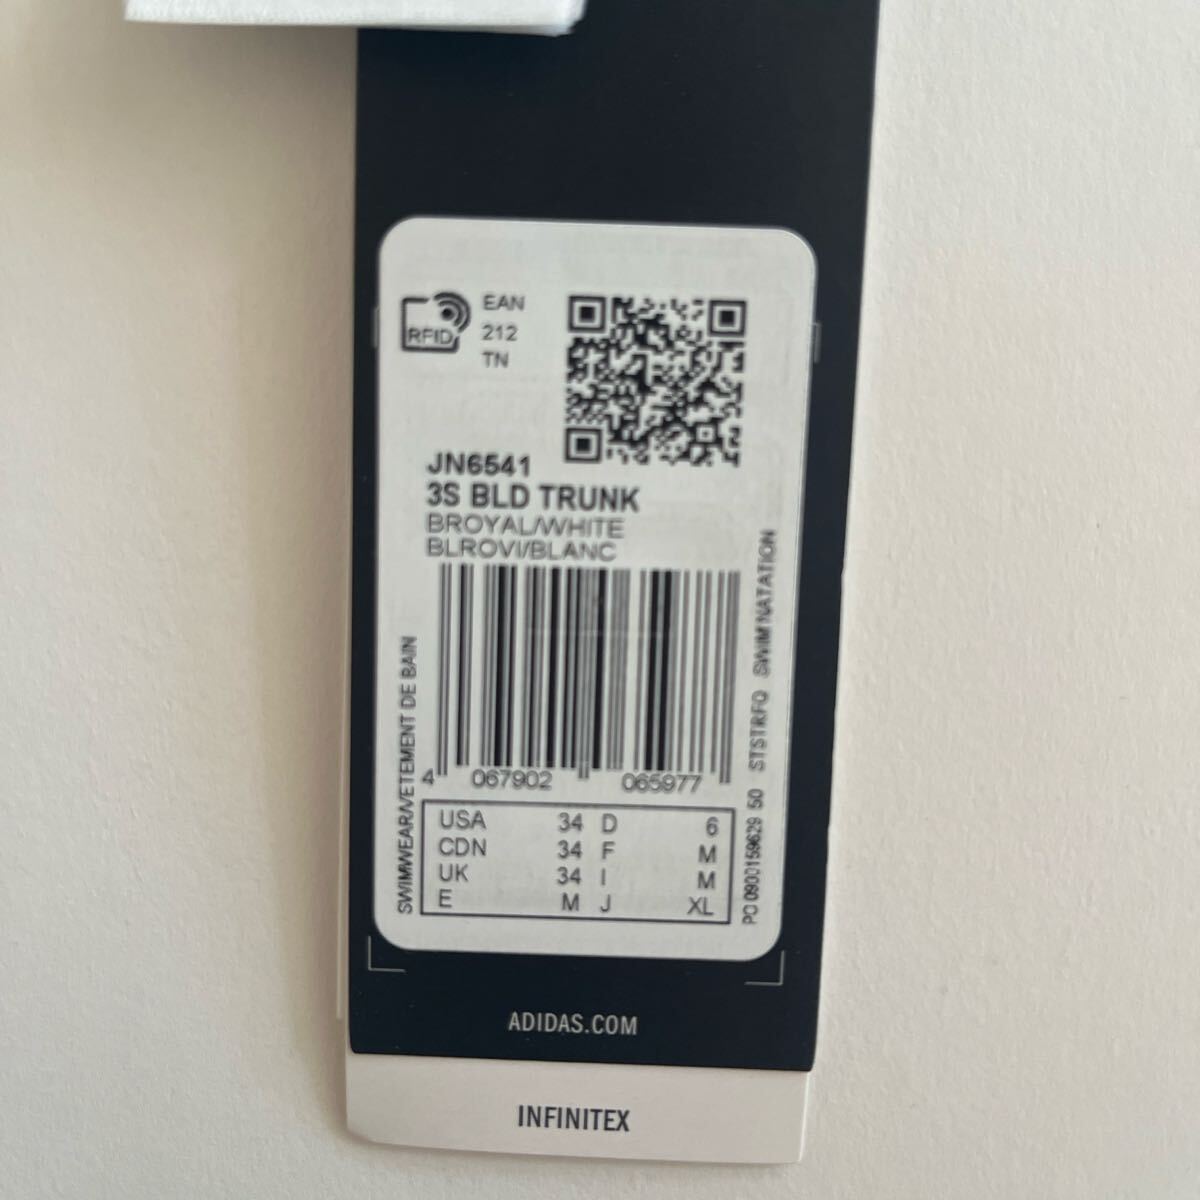 RFID
EAN
212
TN
JN6541
3S BLD TRUNK
BROYAL/WHITE
BLROVI/BLANC
4 067902 065977
USA 34 D 6
CDN 34 F M
UK 34 I M
E M J XL
SWIMWEAR/VETEMENT DE BAIN
PO 0900159629 50 STSTRFQ SWIM NATATION
ADIDAS.COM
INFINITEX